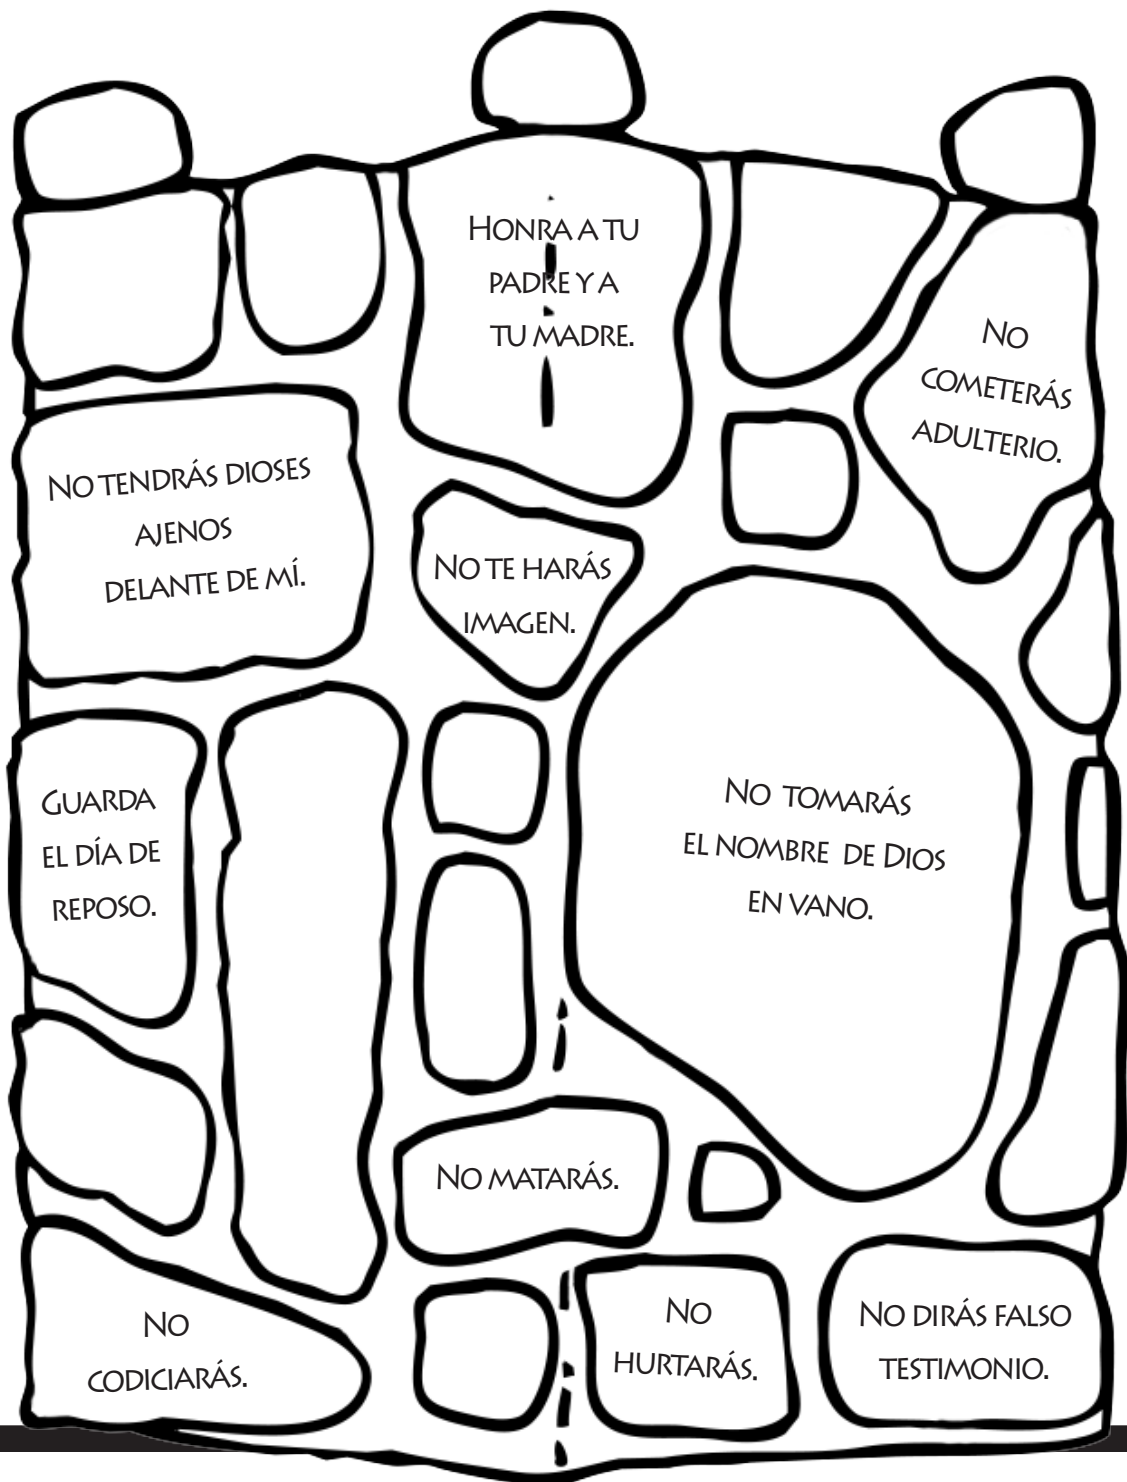 Honra a tu
padre y a
tu madre.
No
cometerás
adulterio.
No tendrás dioses
ajenos
delante de mí.
No te harás
imagen.
Guarda
el día de
reposo.
No tomarás
el nombre de Dios
en vano.
No matarás.
No
codiciarás.
No
hurtarás.
No dirás falso
testimonio.